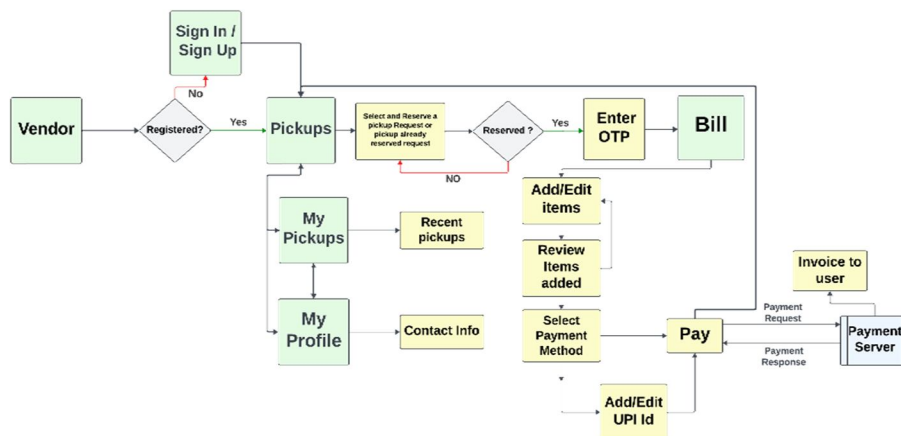 Sign In /
Sign Up
No
Vendor
Registered?
Yes
Pickups
Select and Reserve a
pickup Request or
pickup already
reserved request
Reserved ?
Yes
NO
Enter
OTP
Bill
Add/Edit
items
My
Pickups
Recent
pickups
Review
Items
added
Invoice to
user
My
Profile
Contact Info
Select
Payment
Method
Pay
Payment
Request
Payment
Response
Payment
Server
Add/Edit
UPI Id